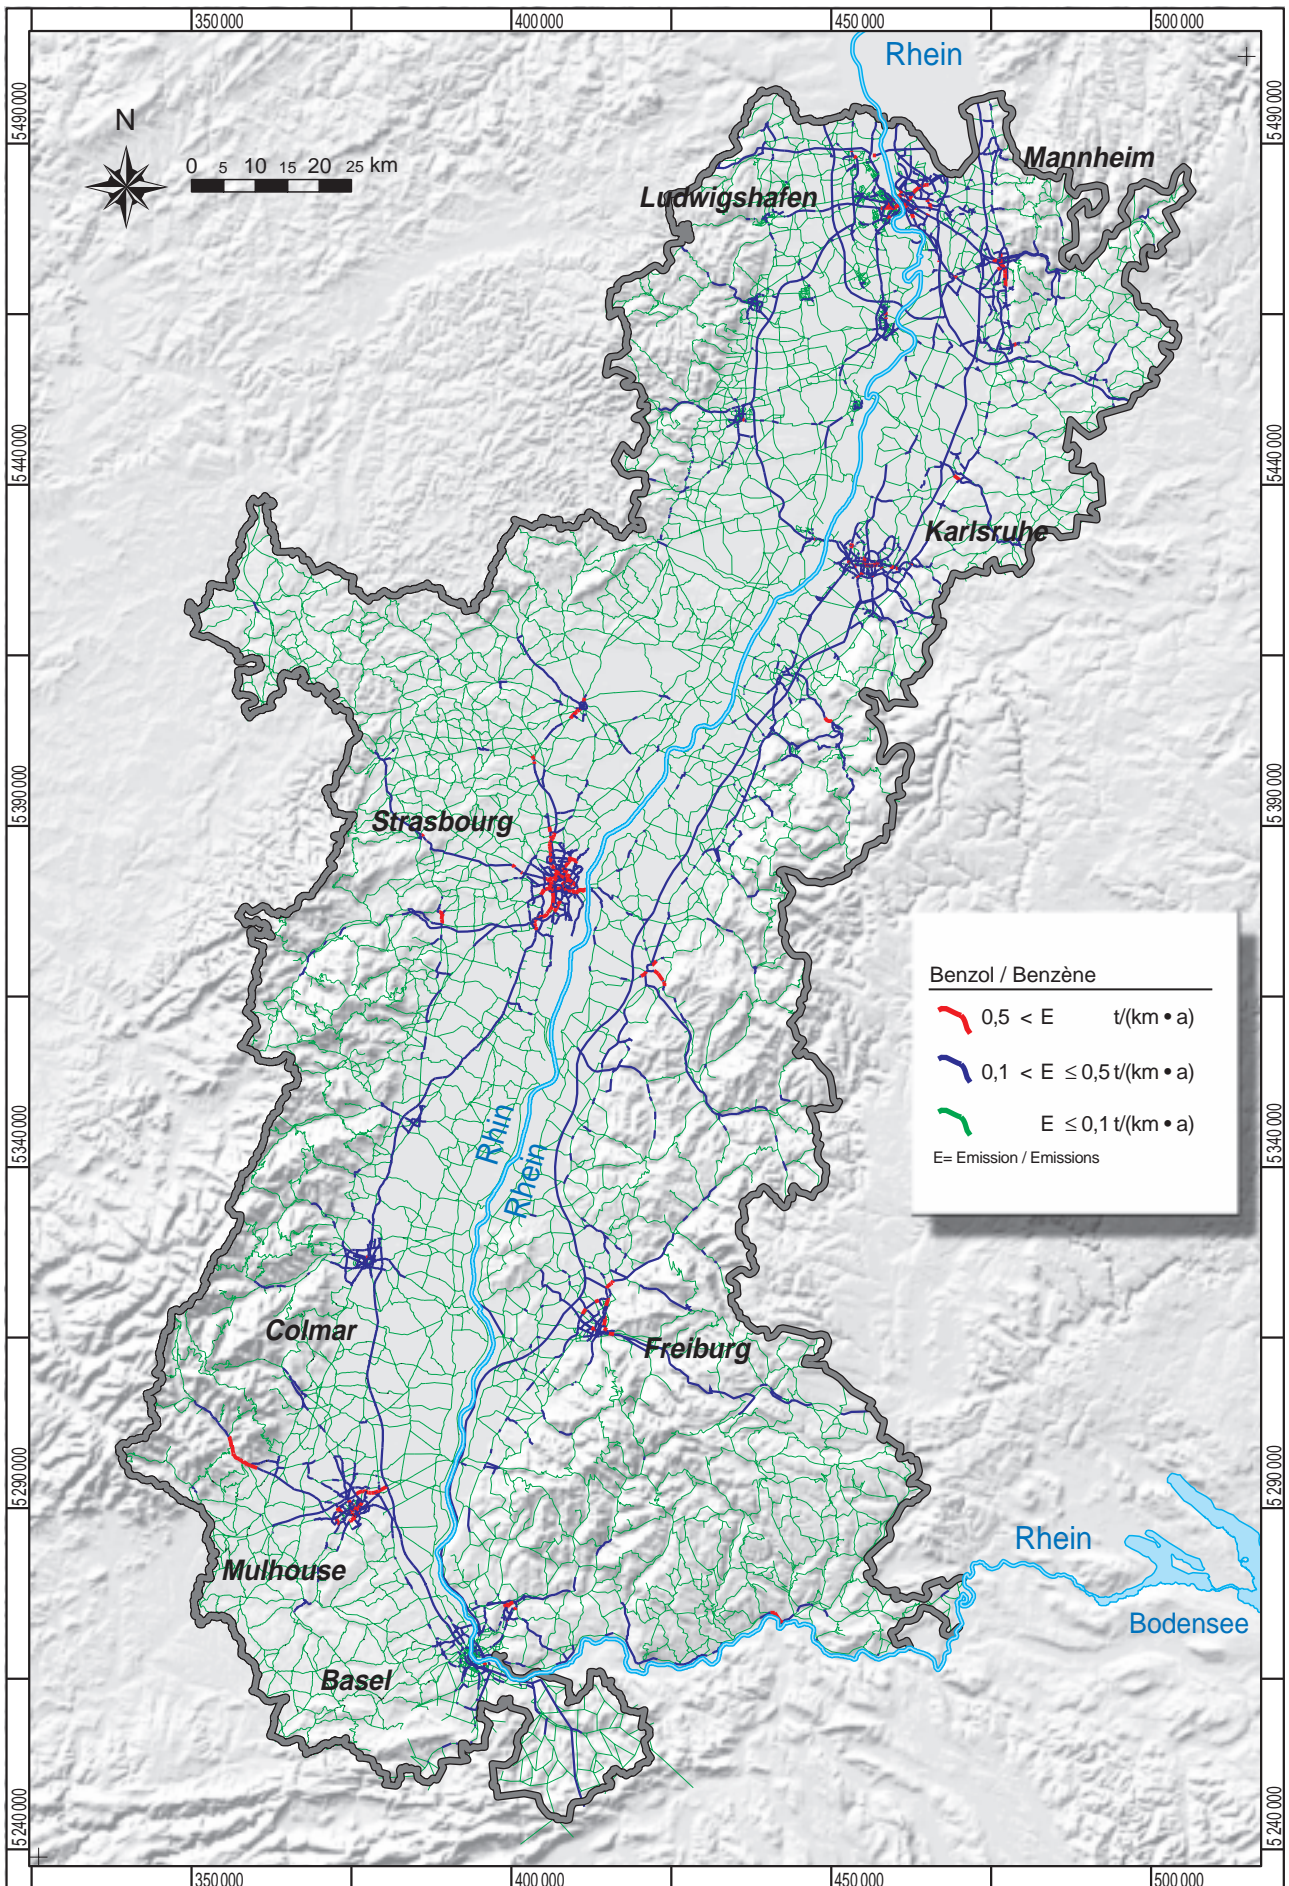 350 000 400 000 450 000 500 000
Rhein
5 490 000
5 490 000
N
0 5 10 15 20 25 km
Mannheim
Ludwigshafen
5 440 000
5 440 000
Karlsruhe
5 390 000
5 390 000
Strasbourg
Benzol / Benzène
0,5 < E t/(km • a)
0,1 < E ≤ 0,5 t/(km • a)
E ≤ 0,1 t/(km • a)
E= Emission / Emissions
5 340 000
5 340 000
Rhin
Rhein
Colmar
Freiburg
5 290 000
5 290 000
Rhein
Mulhouse
Bodensee
Basel
5 240 000
5 240 000
350 000 400 000 450 000 500 000